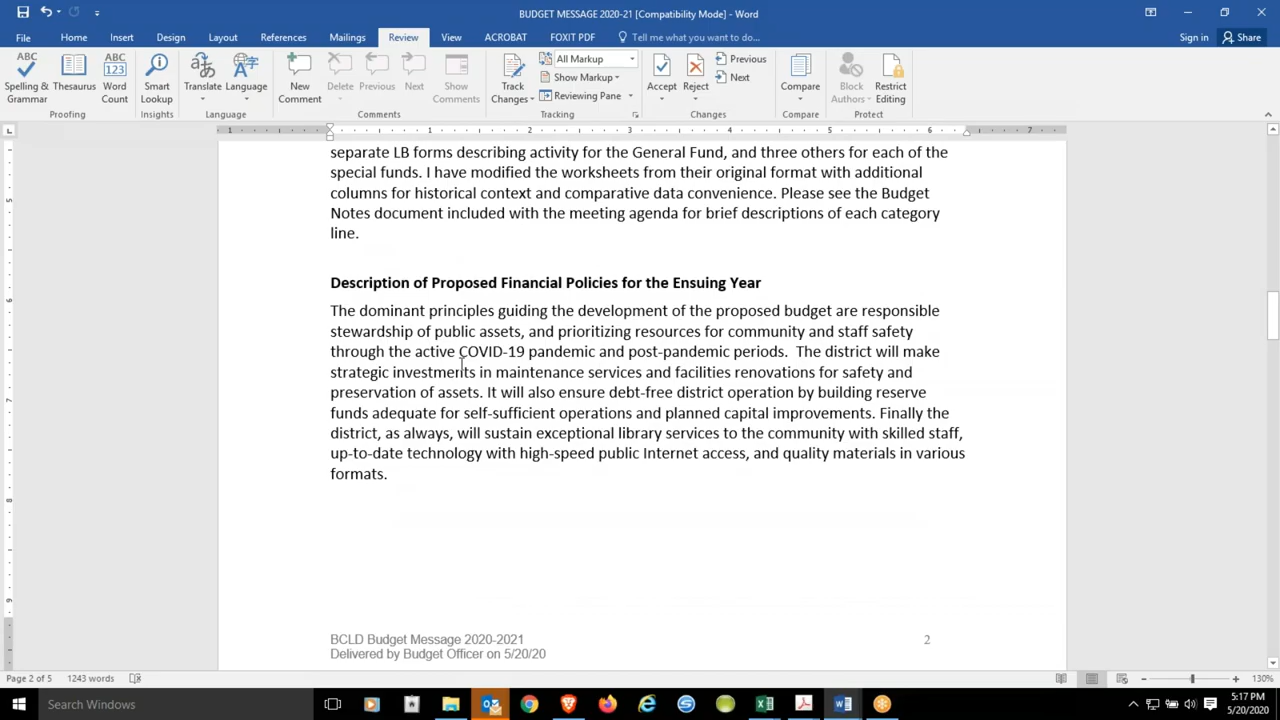 BUDGET MESSAGE 2020-21 [Compatibility Mode] - Word
File Home Insert Design Layout References Mailings Review View ACROBAT FOXIT PDF Tell me what you want to do... Sign in Share
Spelling & Grammar
Thesaurus
Word Count
Smart Lookup
Translate
Language
New Comment
Delete
Previous
Next
Show Comments
Track Changes
All Markup
Show Markup
Reviewing Pane
Accept
Reject
Previous
Next
Compare
Block Authors
Restrict Editing
Proofing Insights Language Comments Tracking Changes Compare Protect
1 1 2 3 4 5 6 7
separate LB forms describing activity for the General Fund, and three others for each of the
special funds. I have modified the worksheets from their original format with additional
columns for historical context and comparative data convenience. Please see the Budget
Notes document included with the meeting agenda for brief descriptions of each category
line.
Description of Proposed Financial Policies for the Ensuing Year
The dominant principles guiding the development of the proposed budget are responsible
stewardship of public assets, and prioritizing resources for community and staff safety
through the active COVID-19 pandemic and post-pandemic periods.  The district will make
strategic investments in maintenance services and facilities renovations for safety and
preservation of assets. It will also ensure debt-free district operation by building reserve
funds adequate for self-sufficient operations and planned capital improvements. Finally the
district, as always, will sustain exceptional library services to the community with skilled staff,
up-to-date technology with high-speed public Internet access, and quality materials in various
formats.
BCLD Budget Message 2020-2021 2
Delivered by Budget Officer on 5/20/20
Page 2 of 5 1243 words 130%
Search Windows
5:17 PM
5/20/2020